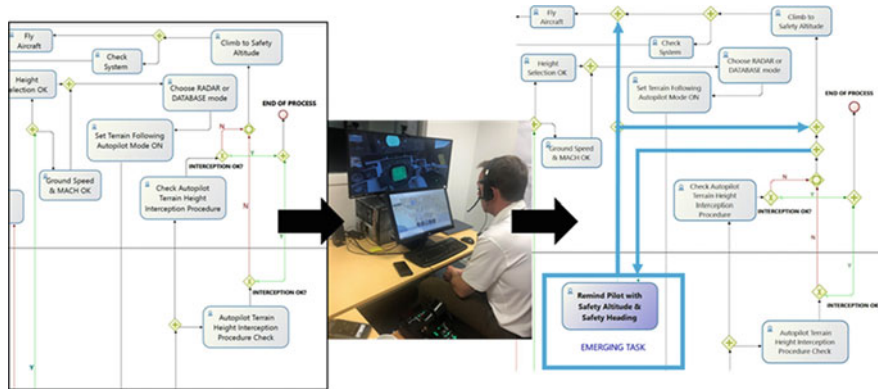 Fly
Aircraft
Climb to
Safety
Altitude
Check
System
Height
Selection OK
Choose RADAR or
DATABASE mode
END OF PROCESS
Set Terrain Following
Autopilot Mode ON
N
Ground Speed
& MACH OK
INTERCEPTION OK?
Y
Check Autopilot
Terrain Height
Interception
Procedure
N
INTERCEPTION OK?
Autopilot Terrain
Height Interception
Procedure Check
Y
Fly
Aircraft
Climb to
Safety Altitude
Check
System
Height
Selection OK
Choose RADAR or
DATABASE mode
Set Terrain Following
Autopilot Mode ON
END OF PROCESS
Ground Speed
& MACH OK
N
Check Autopilot
Terrain Height
Interception
Procedure
INTERCEPTION OK?
N
Y
Remind Pilot with
Safety Altitude &
Safety Heading
EMERGING TASK
INTERCEPTION OK?
Autopilot Terrain
Height Interception
Procedure Check